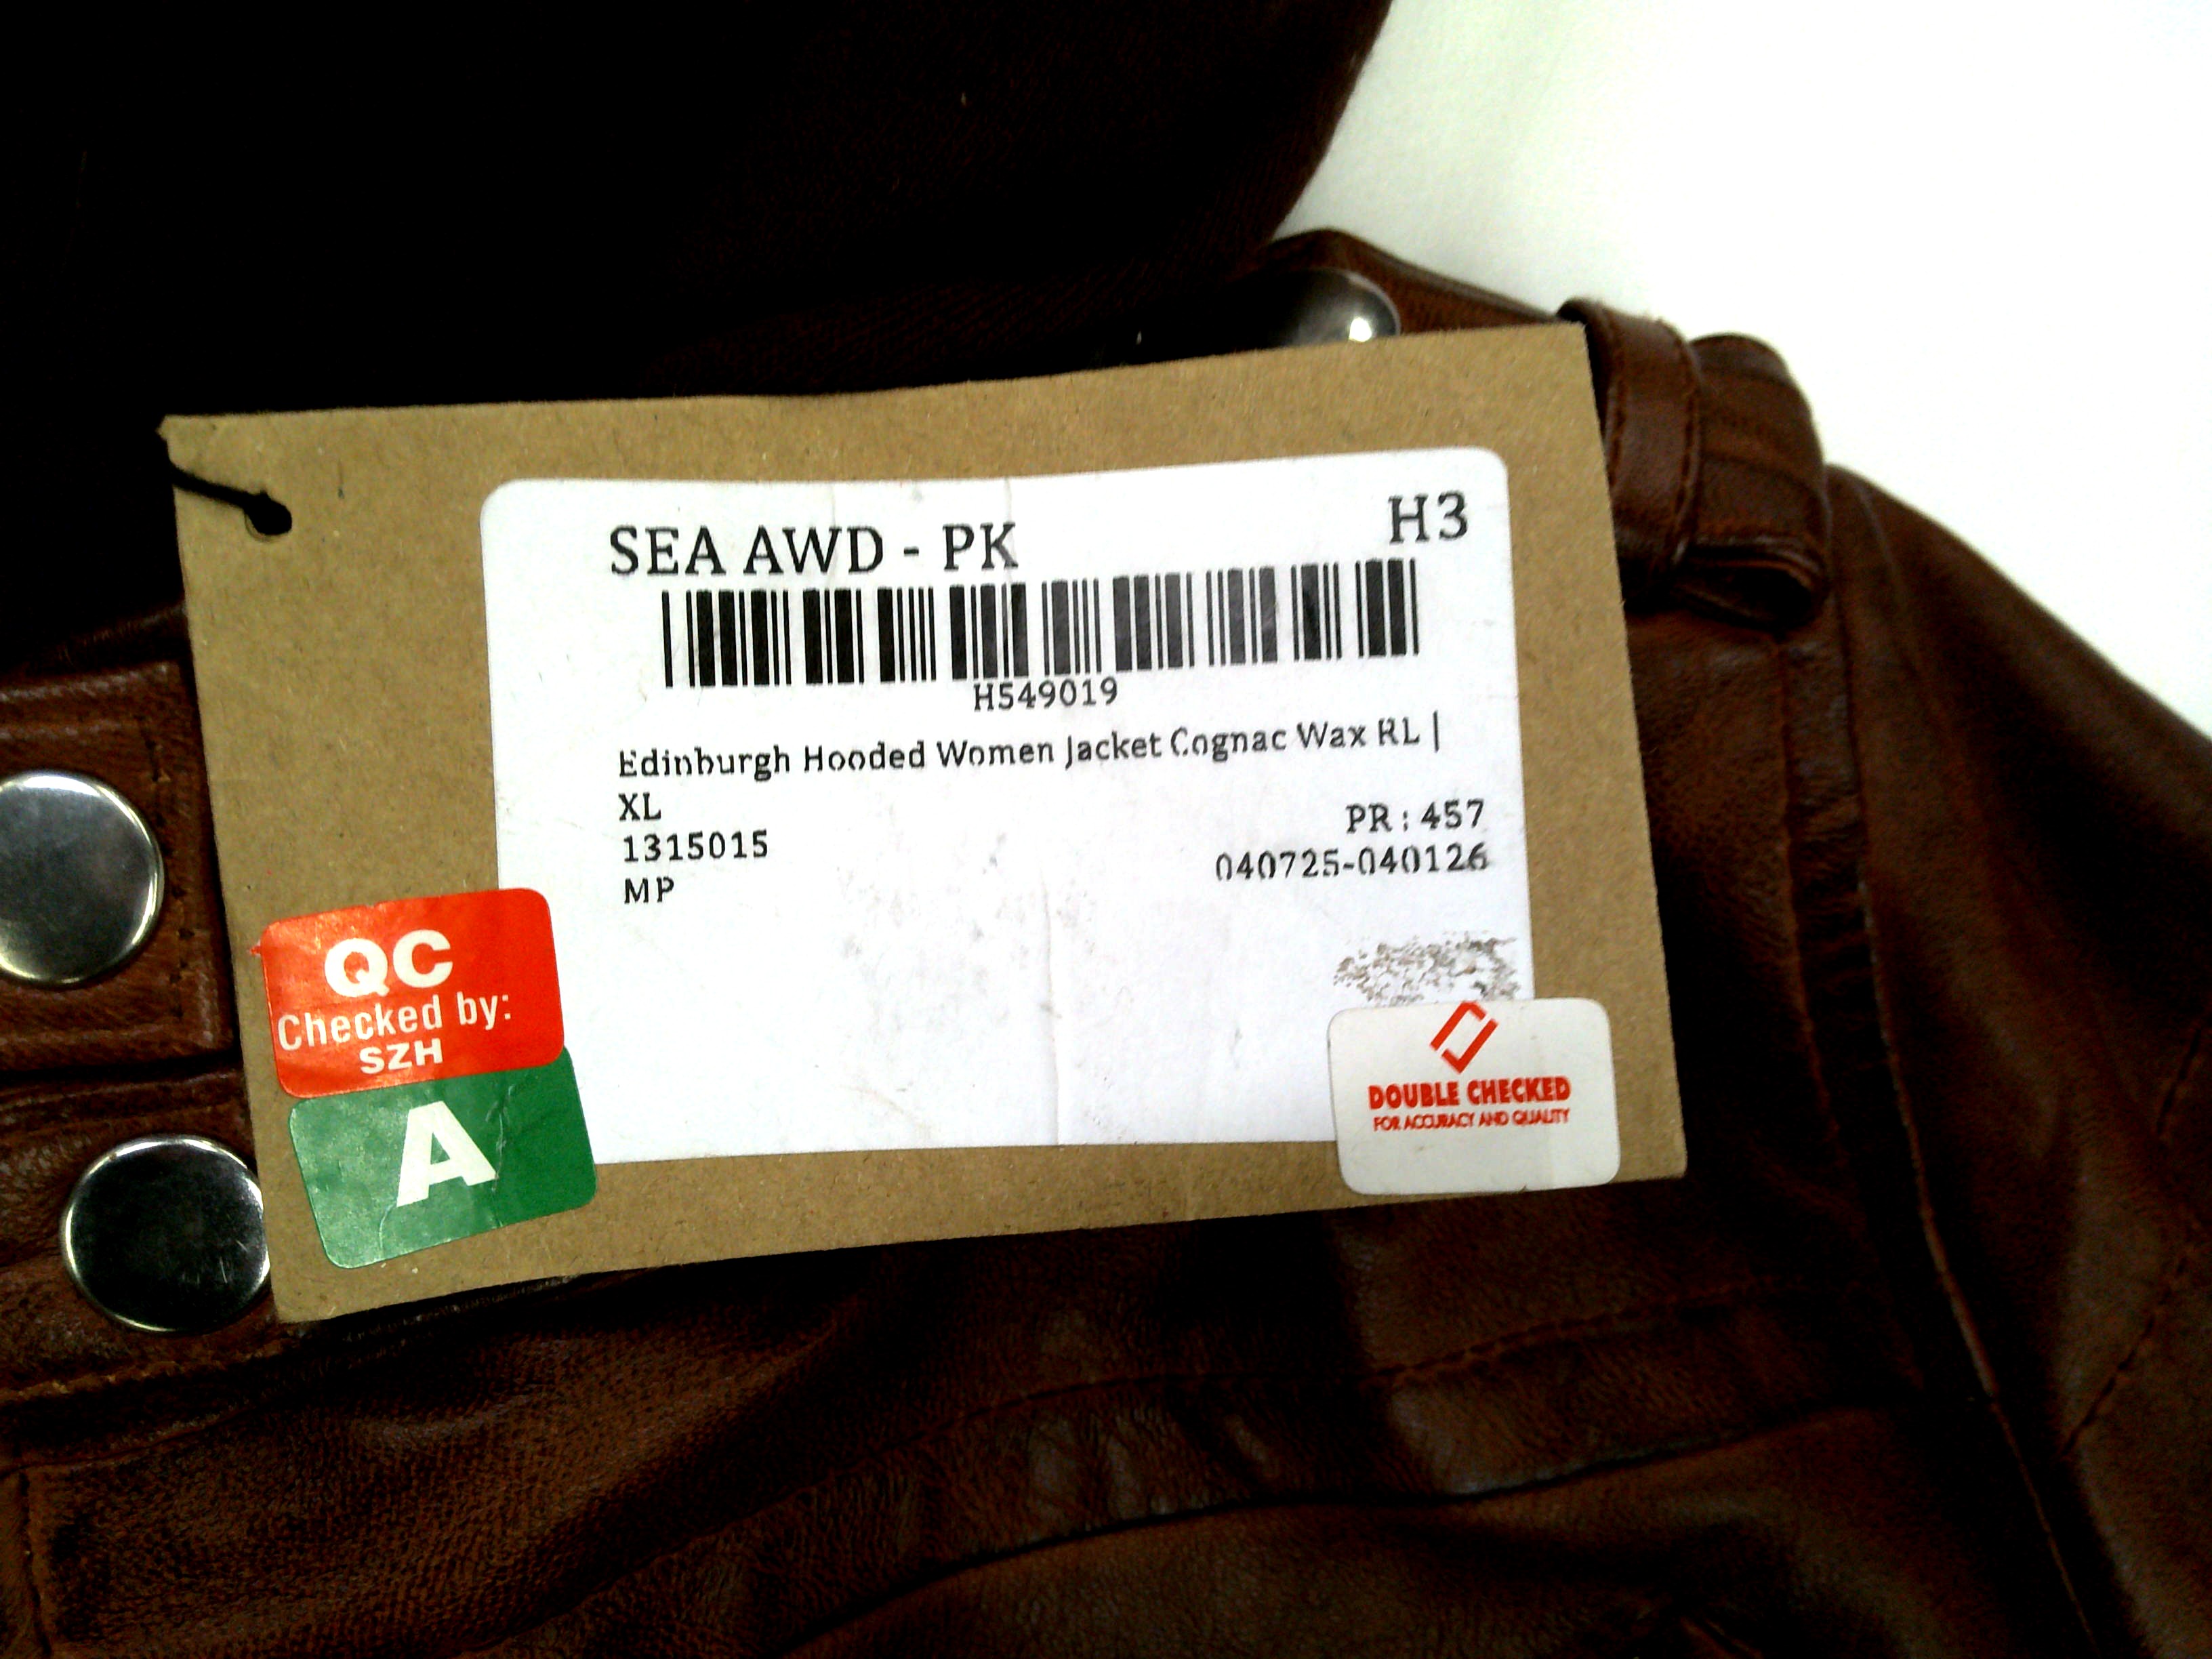 SEA AWD - PK
H3
H549019
Edinburgh Hooded Women Jacket Cognac Wax RL |
XL
1315015
PR : 457
MP
040725-040126
QC
Checked by:
SZH
A
DOUBLE CHECKED
FOR ACCURACY AND QUALITY